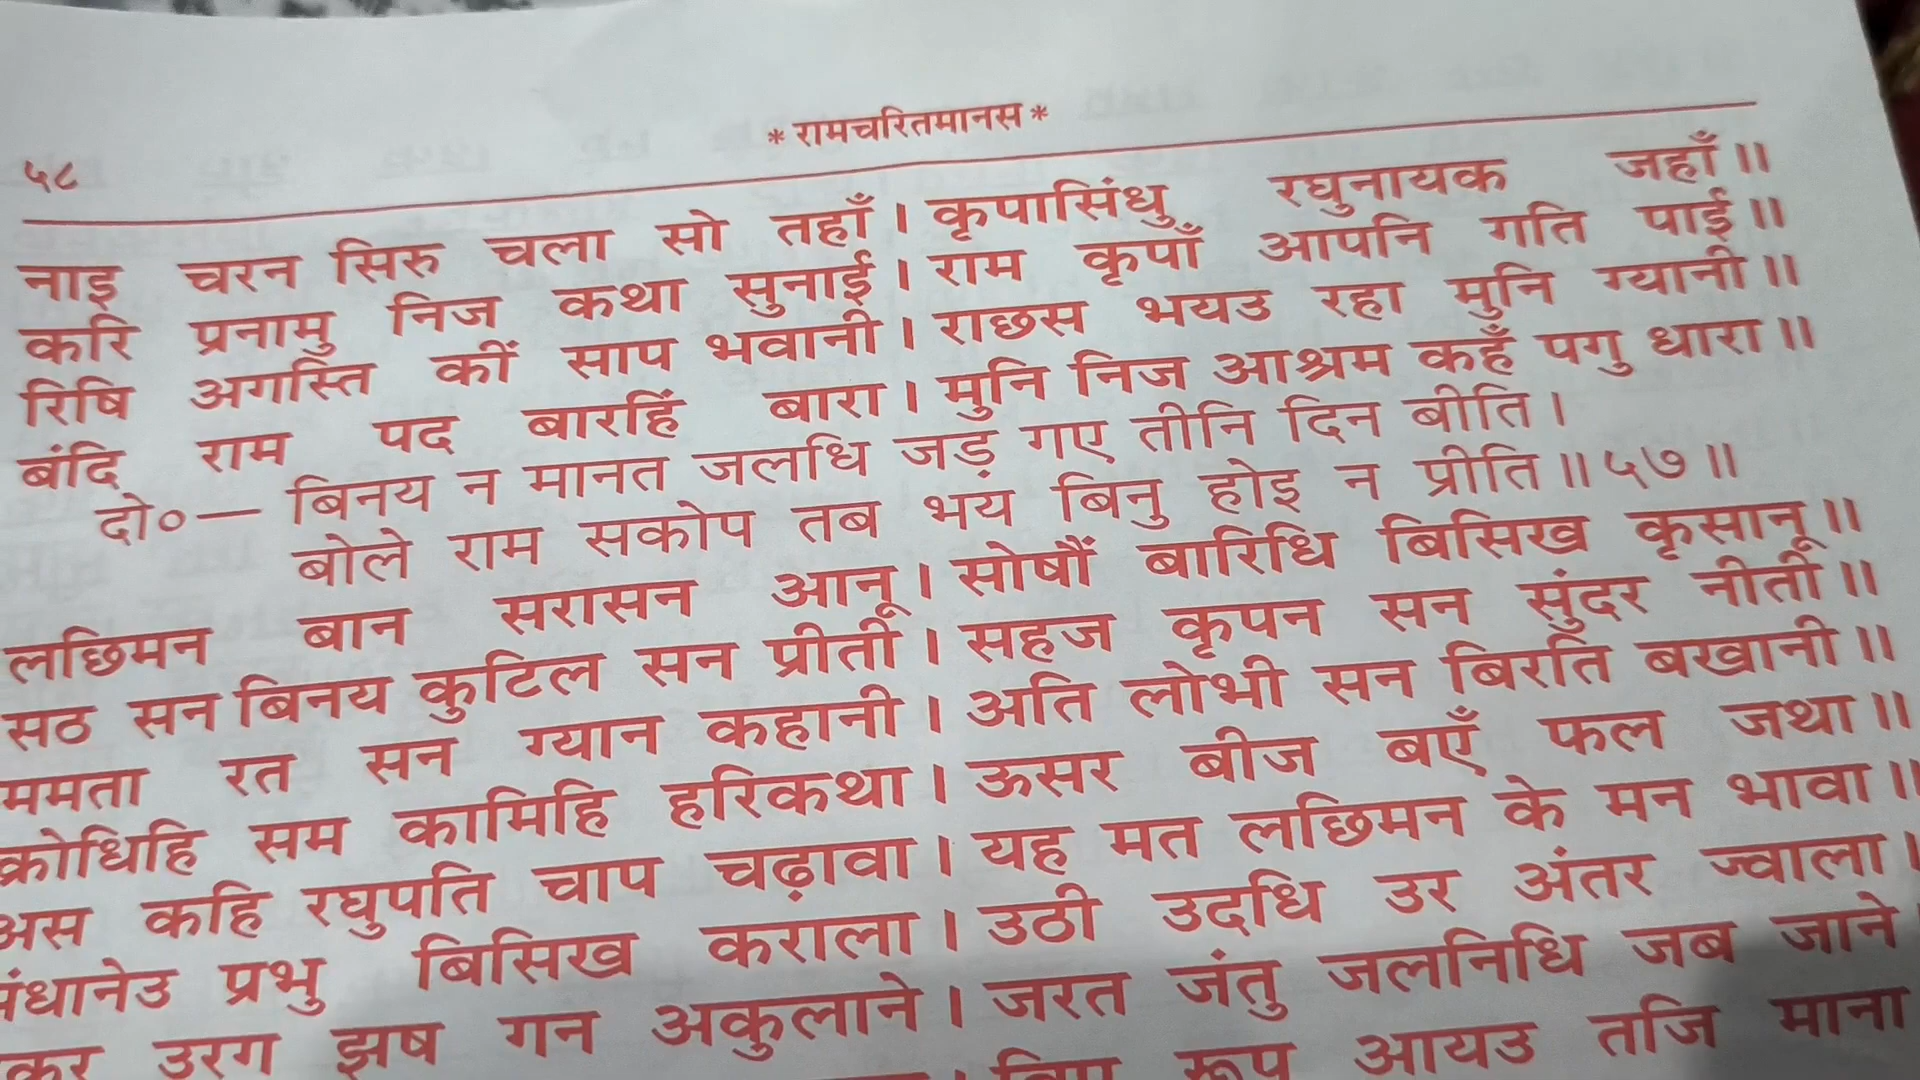 ५८
* रामचरितमानस *
नाइ चरन सिरु चला सो तहाँ। कृपासिंधु रघुनायक जहाँ॥
करि प्रनामु निज कथा सुनाई। राम कृपाँ आपनि गति पाई॥
रिषि अगस्ति कीं साप भवानी। राछस भयउ रहा मुनि ग्यानी॥
बंदि राम पद बारहिं बारा। मुनि निज आश्रम कहँ पगु धारा॥
दो०— बिनय न मानत जलधि जड़ गए तीनि दिन बीति।
बोले राम सकोप तब भय बिनु होइ न प्रीति॥५७॥
लछिमन बान सरासन आनू। सोषौं बारिधि बिसिख कृसानू॥
सठ सन बिनय कुटिल सन प्रीती। सहज कृपन सन सुंदर नीती॥
ममता रत सन ग्यान कहानी। अति लोभी सन बिरति बखानी॥
क्रोधिहि सम कामिहि हरिकथा। ऊसर बीज बएँ फल जथा॥
अस कहि रघुपति चाप चढ़ावा। यह मत लछिमन के मन भावा॥
संधानेउ प्रभु बिसिख कराला। उठी उदधि उर अंतर ज्वाला।
कर उरग झष गन अकुलाने। जरत जंतु जलनिधि जब जाने
रूप आयउ तजि माना